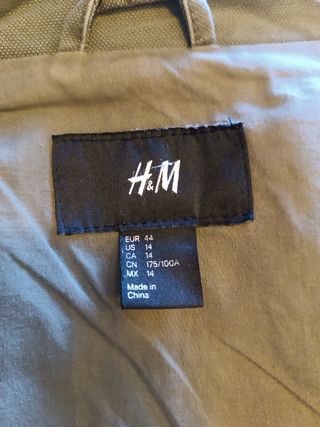 H&M
EUR 44
US 14
CA 14
CN 175/100A
MX 14
Made in
China